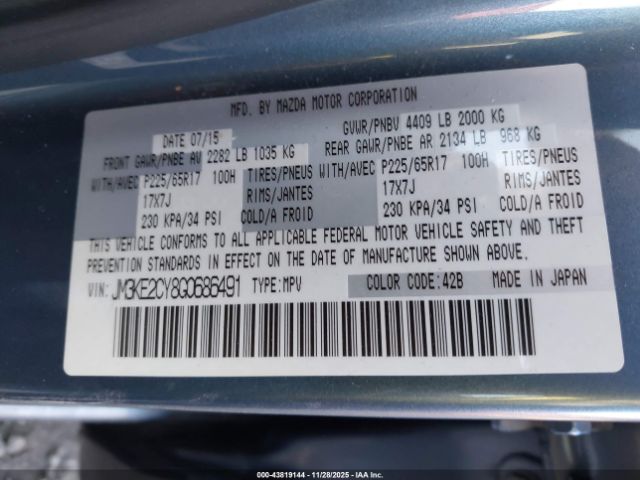 MFD. BY MAZDA MOTOR CORPORATION
DATE 07/15 GVWR/PNBV 4409 LB 2000 KG
FRONT GAWR/PNBE AV 2282 LB 1035 KG REAR GAWR/PNBE AR 2134 LB 968 KG
WITH/AVEC P225/65R17 100H TIRES/PNEUS WITH/AVEC P225/65R17 100H TIRES/PNEUS
17X7J RIMS/JANTES 17X7J RIMS/JANTES
230 KPA/34 PSI COLD/A FROID 230 KPA/34 PSI COLD/A FROID
THIS VEHICLE CONFORMS TO ALL APPLICABLE FEDERAL MOTOR VEHICLE SAFETY AND THEFT
PREVENTION STANDARDS IN EFFECT ON THE DATE OF MANUFACTURE SHOWN ABOVE.
VIN: JM3KE2CY8G0686491 TYPE:MPV COLOR CODE:42B MADE IN JAPAN
000-43819144 | 11/28/2025 | IAA Inc.